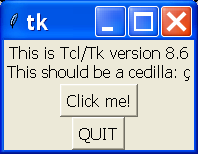 tk
This is Tcl/Tk version 8.6
This should be a cedilla: ç
Click me!
QUIT